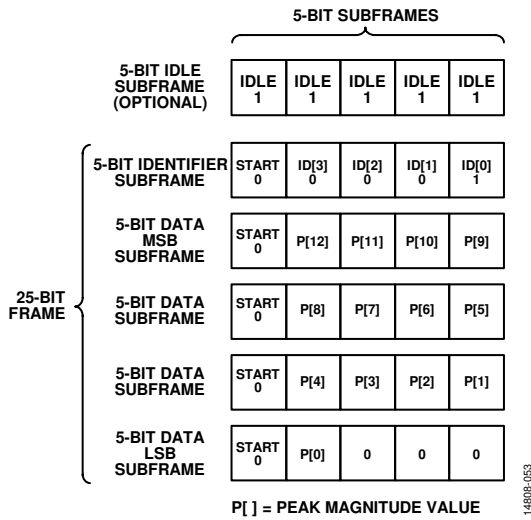 5-BIT SUBFRAMES
5-BIT IDLE
SUBFRAME
(OPTIONAL)
IDLE IDLE IDLE IDLE IDLE
1 1 1 1 1
5-BIT IDENTIFIER
SUBFRAME
START ID[3] ID[2] ID[1] ID[0]
0 0 0 0 1
5-BIT DATA
MSB
SUBFRAME
START P[12] P[11] P[10] P[9]
0
25-BIT
FRAME
5-BIT DATA
SUBFRAME
START P[8] P[7] P[6] P[5]
0
5-BIT DATA
SUBFRAME
START P[4] P[3] P[2] P[1]
0
5-BIT DATA
LSB
SUBFRAME
START P[0] 0 0 0
0
P[ ] = PEAK MAGNITUDE VALUE
14808-053